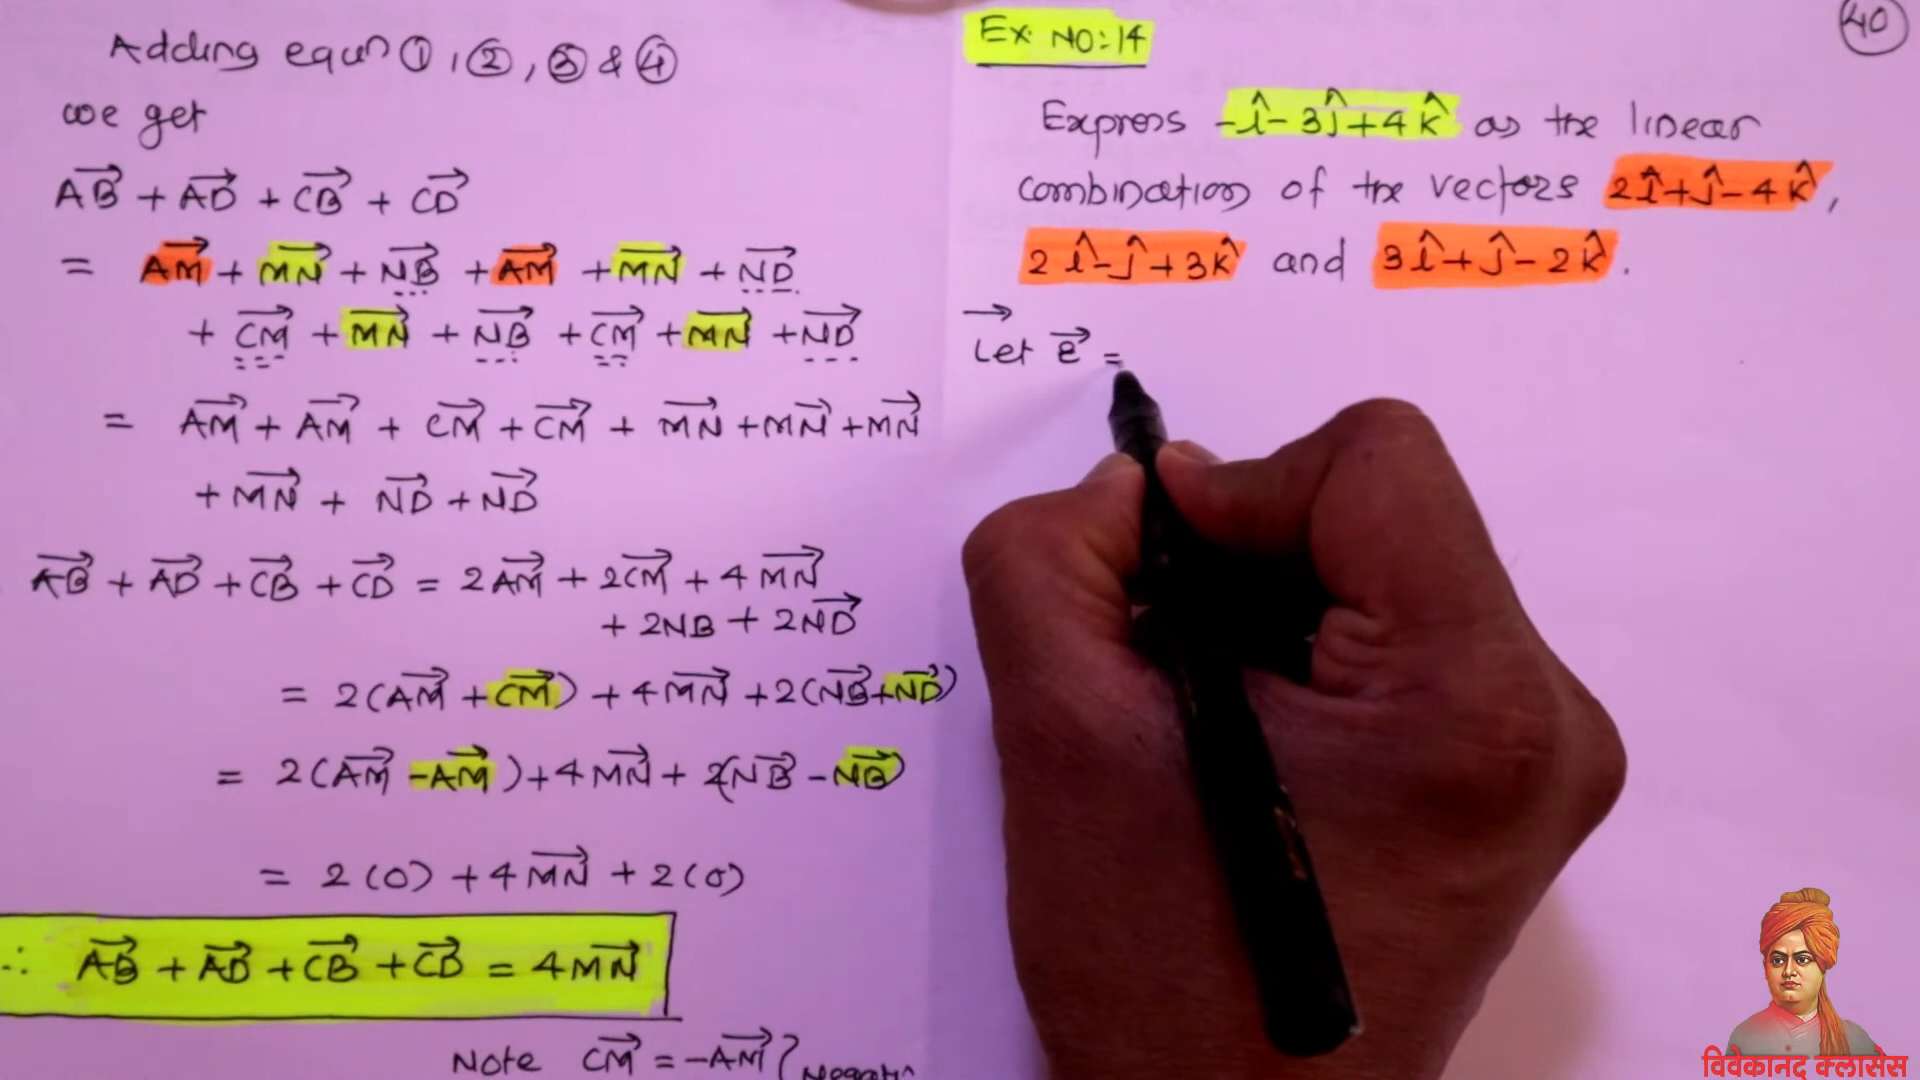 Adding equn ①, ②, ③ & ④
we get
AB→ + AD→ + CB→ + CD→
= AM→ + MN→ + NB→ + AM→ + MN→ + ND→
+ CM→ + MN→ + NB→ + CM→ + MN→ + ND→
= AM→ + AM→ + CM→ + CM→ + MN→ + MN→ + MN→
+ MN→ + ND→ + ND→
AB→ + AD→ + CB→ + CD→ = 2AM→ + 2CM→ + 4MN→
+ 2NB + 2ND→
= 2(AM→ + CM→) + 4MN→ + 2(NB→ + ND→)
= 2(AM→ - AM→) + 4MN→ + 2(NB→ - NB→)
= 2(0) + 4MN→ + 2(0)
∴ AB→ + AD→ + CB→ + CD→ = 4MN→
Note CM→ = -AM→ }
40
Ex. NO:14
Express -î - 3ĵ + 4k̂ as the linear
combination of the vectors 2î + ĵ - 4k̂,
2î - ĵ + 3k̂ and 3î + ĵ - 2k̂.
→
Let e→ =
विवेकानंद क्लासेस